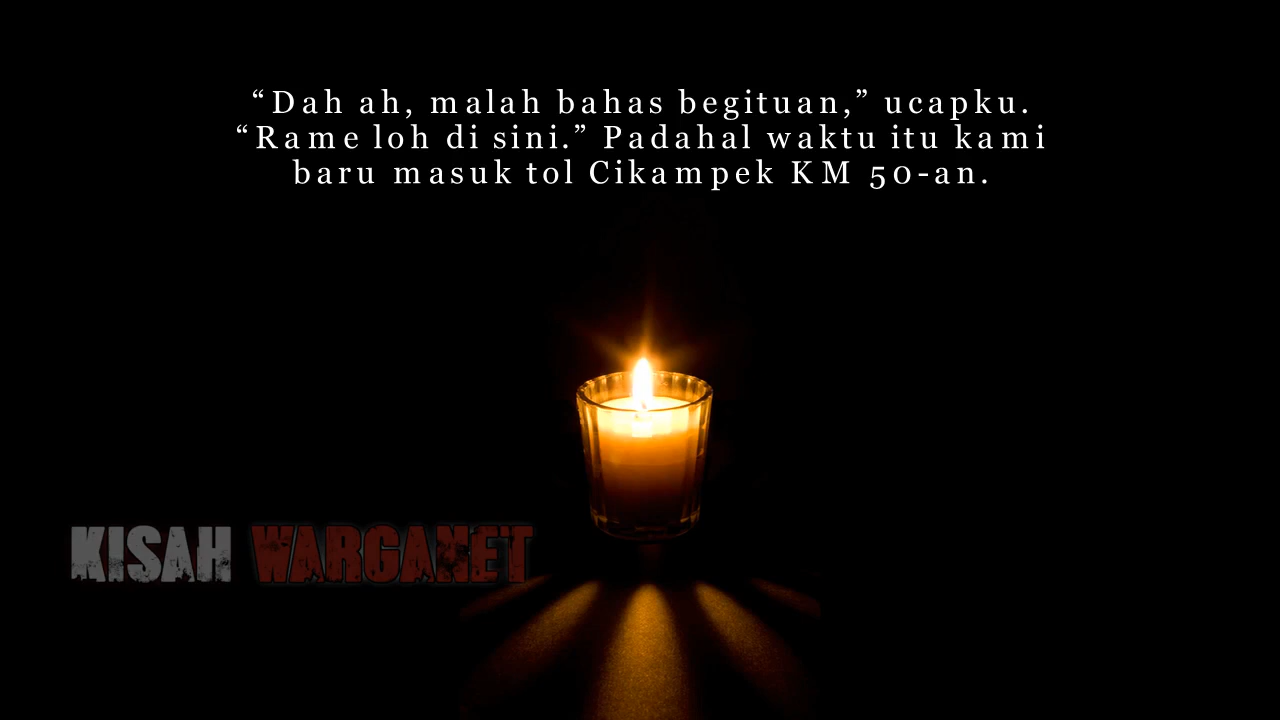 “Dah ah, malah bahas begituan,” ucapku.
“Rame loh di sini.” Padahal waktu itu kami
baru masuk tol Cikampek KM 50-an.
KISAH WARGANET